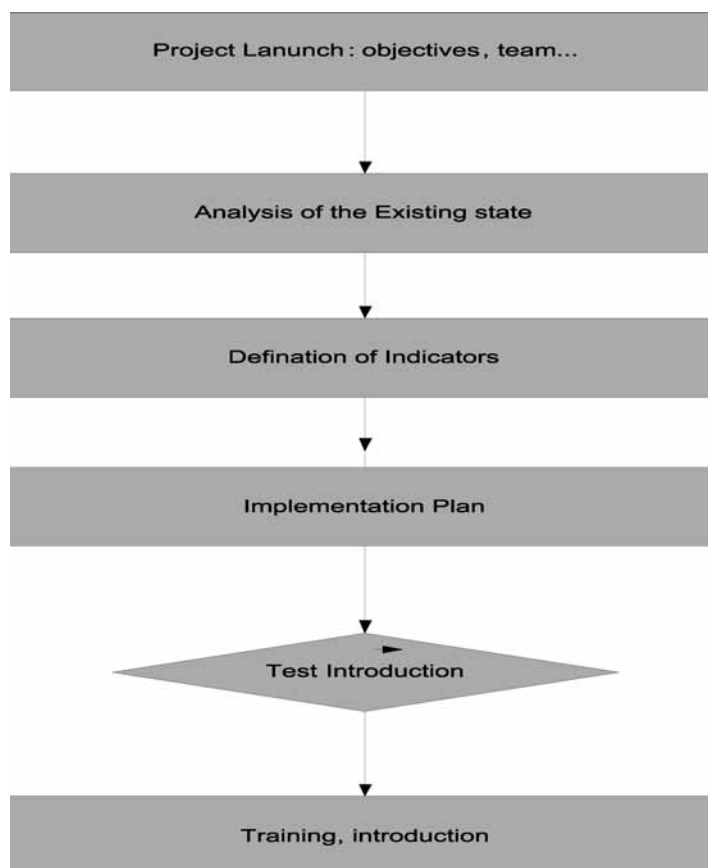 Project Lanunch: objectives, team...
Analysis of the Existing state
Defination of Indicators
Implementation Plan
Test Introduction
Training, introduction